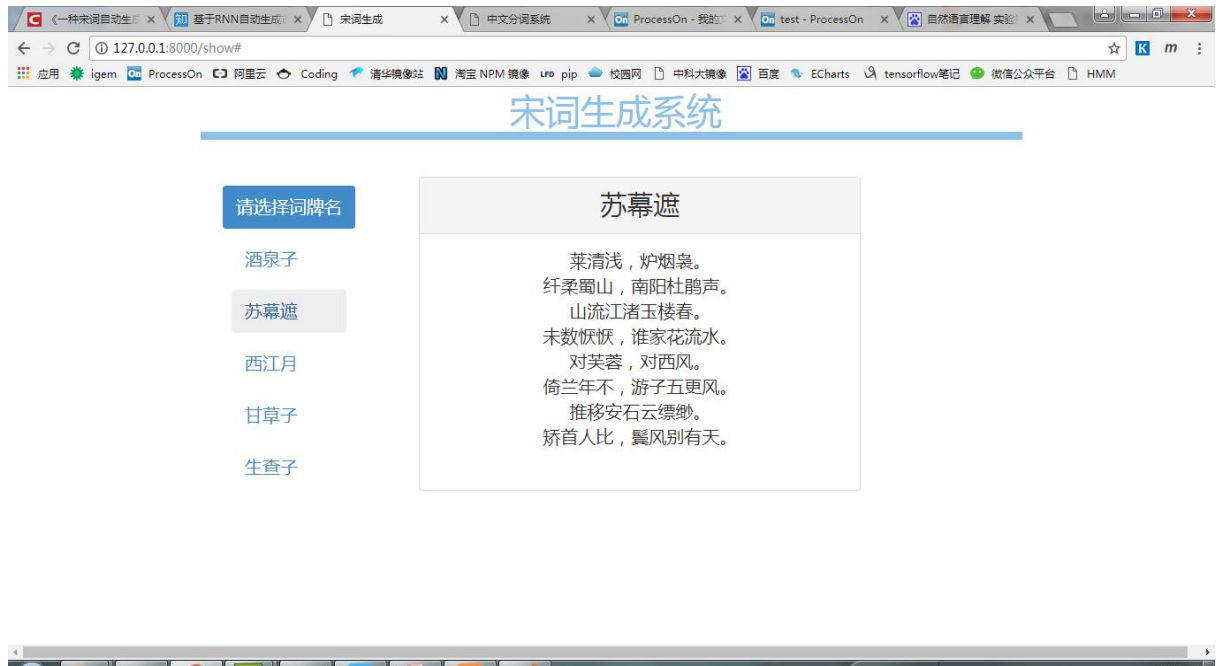 《一种宋词自动生成
基于RNN自动生成
宋词生成
中文分词系统
ProcessOn - 我的
test - ProcessOn
自然语言理解 实验
127.0.0.1:8000/show#
应用 igem ProcessOn 阿里云 Coding 清华镜像站 淘宝 NPM 镜像 pip 校园网 中科大镜像 百度 ECharts tensorflow笔记 微信公众平台 HMM
宋词生成系统
请选择词牌名
酒泉子
苏幕遮
西江月
甘草子
生查子
苏幕遮
莱清浅，炉烟袅。
纤柔蜀山，南阳杜鹃声。
山流江渚玉楼春。
未数恹恹，谁家花流水。
对芙蓉，对西风。
倚兰年不，游子五更风。
推移安石云缥缈。
矫首人比，鬓风别有天。